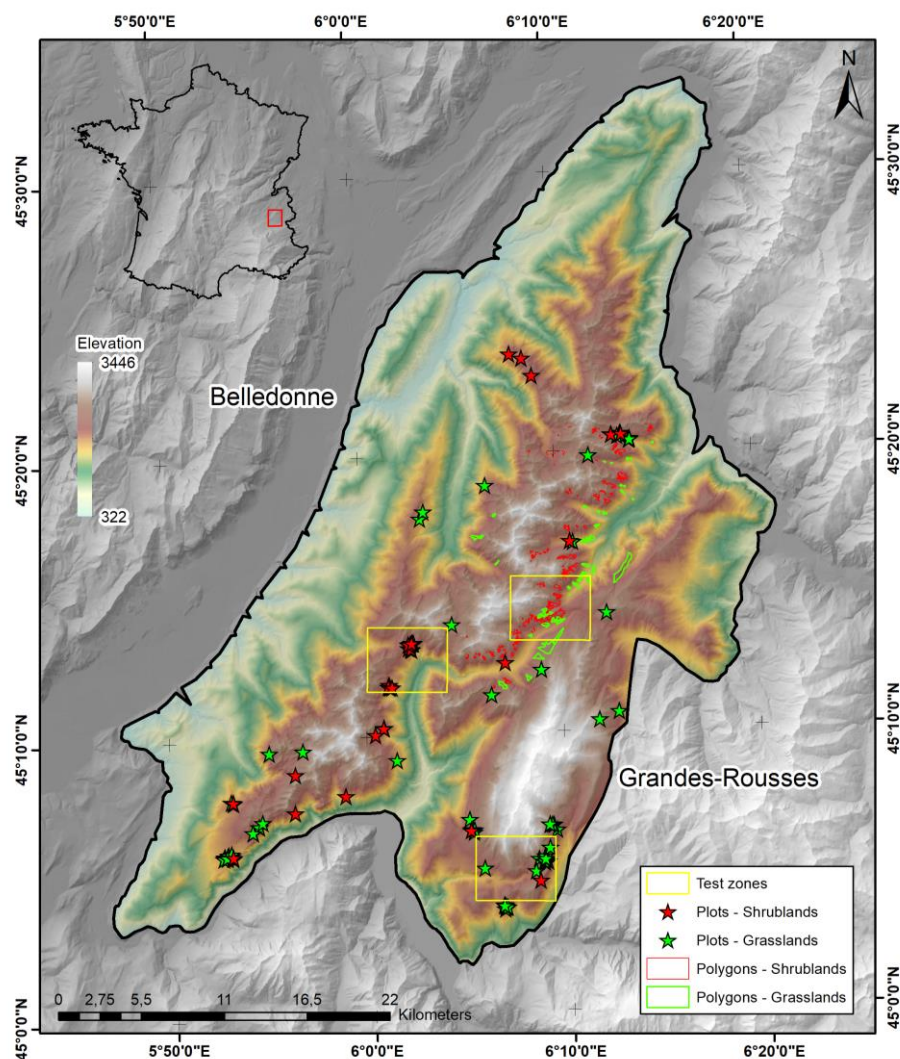 5°50'0"E 6°0'0"E 6°10'0"E 6°20'0"E
N
45°30'0"N
45°30'0"N
Elevation
3446
322
Belledonne
45°20'0"N
45°20'0"N
45°10'0"N
45°10'0"N
Grandes-Rousses
Test zones
Plots - Shrublands
Plots - Grasslands
Polygons - Shrublands
Polygons - Grasslands
0 2,75 5,5 11 16,5 22
Kilometers
45°0'0"N
45°0'0"N
5°50'0"E 6°0'0"E 6°10'0"E 6°20'0"E